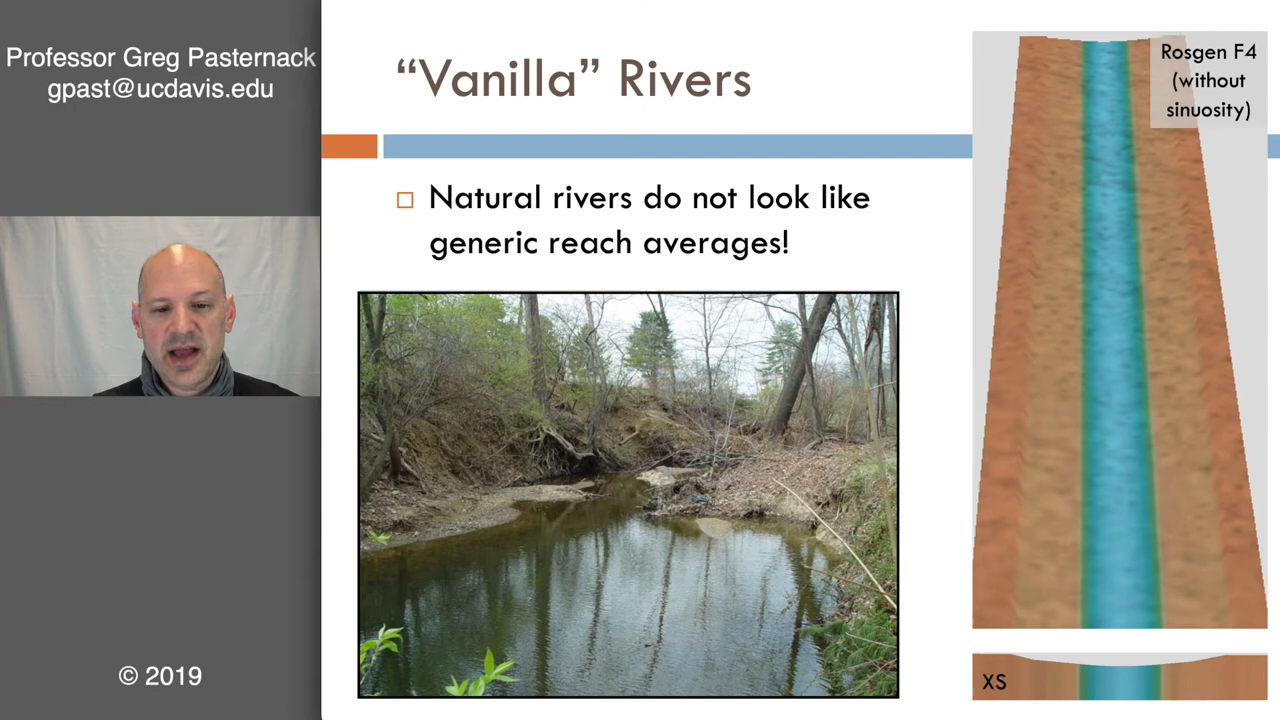 Professor Greg Pasternack
gpast@ucdavis.edu
© 2019
“Vanilla” Rivers
Natural rivers do not look like
generic reach averages!
Rosgen F4
(without
sinuosity)
XS